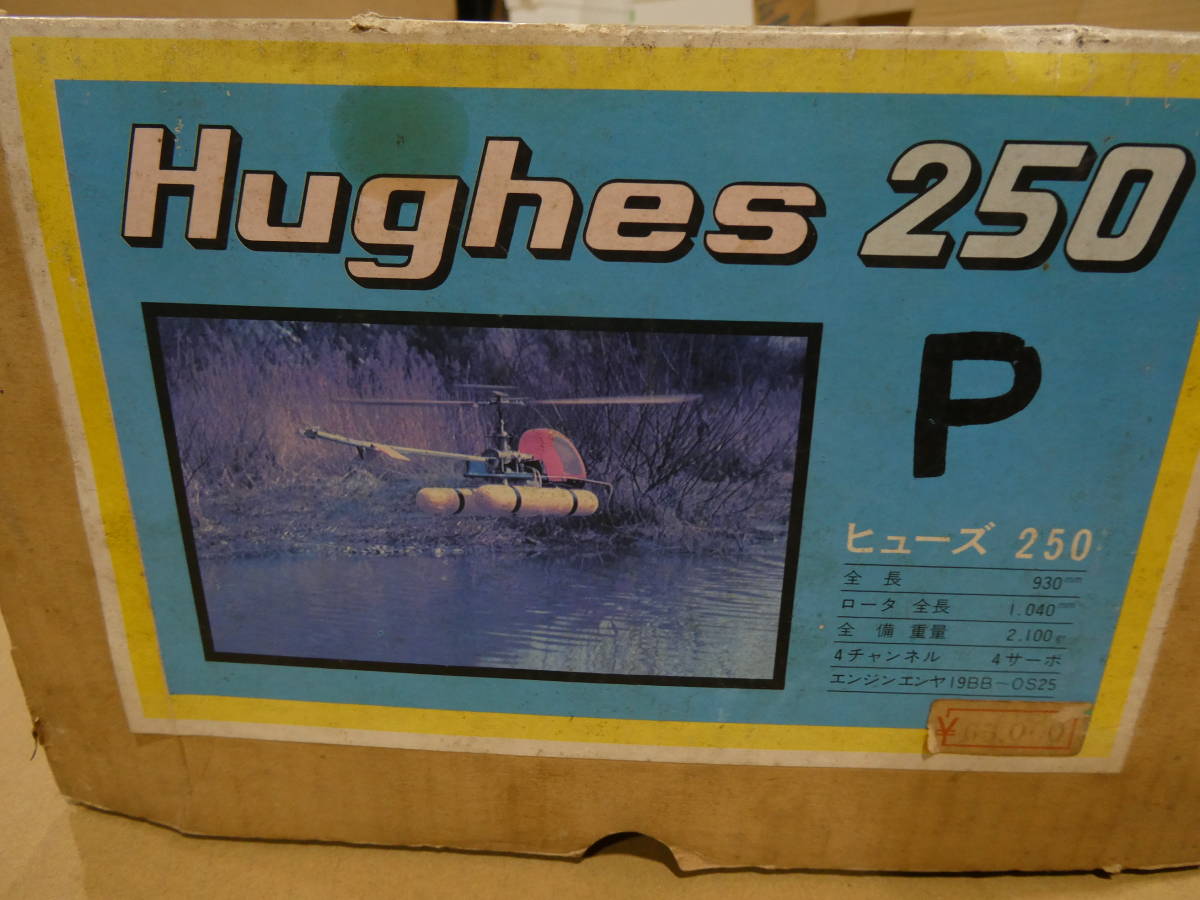 Hughes 250
P
ヒューズ 250
全長 930mm
ロータ 全長 1.040mm
全備重量 2.100gr
4チャンネル 4サーボ
エンジンエンヤ19BB-OS25
¥